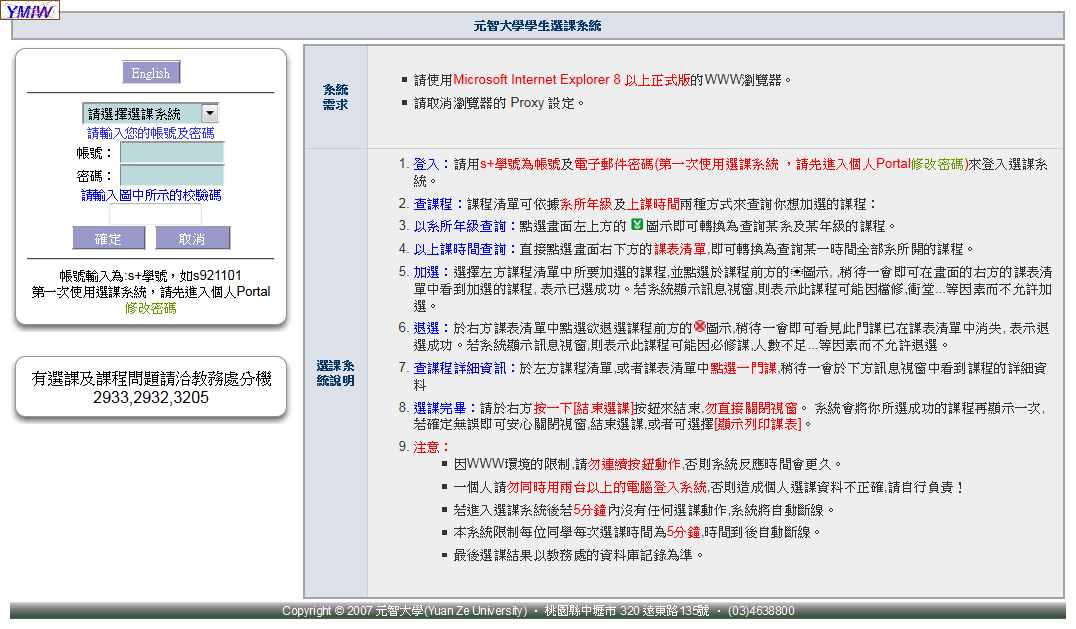 YMiW
元智大學學生選課系統
English
請選擇選課系統
請輸入您的帳號及密碼
帳號：
密碼：
請輸入圖中所示的校驗碼
確定 取消
帳號輸入為:s+學號，如s921101
第一次使用選課系統，請先進入個人Portal
修改密碼
有選課及課程問題請洽教務處分機
2933,2932,3205
系統
需求
請使用Microsoft Internet Explorer 8 以上正式版的WWW瀏覽器。
請取消瀏覽器的 Proxy 設定。
選課系
統說明
1. 登入：請用s+學號為帳號及電子郵件密碼(第一次使用選課系統 ，請先進入個人Portal修改密碼)來登入選課系
統。
2. 查課程：課程清單可依據系所年級及上課時間兩種方式來查詢你想加選的課程：
3. 以系所年級查詢：點選畫面左上方的 圖示即可轉換為查詢某系及某年級的課程。
4. 以上課時間查詢：直接點選畫面右下方的課表清單,即可轉換為查詢某一時間全部系所開的課程。
5. 加選：選擇左方課程清單中所要加選的課程,並點選於課程前方的圖示, ,稍待一會即可在畫面的右方的課表清
單中看到加選的課程, 表示已選成功。若系統顯示訊息視窗,則表示此課程可能因檔修,衝堂...等因素而不允許加
選。
6. 退選：於右方課表清單中點選欲退選課程前方的圖示,稍待一會即可看見此門課已在課表清單中消失, 表示退
選成功。若系統顯示訊息視窗,則表示此課程可能因必修課,人數不足...等因素而不允許退選。
7. 查課程詳細資訊：於左方課程清單,或者課表清單中點選一門課,稍待一會於下方訊息視窗中看到課程的詳細資
料
8. 選課完畢：請於右方按一下[結束選課]按鈕來結束,勿直接關閉視窗。 系統會將你所選成功的課程再顯示一次,
若確定無誤即可安心關閉視窗,結束選課,或者可選擇[顯示列印課表]。
9. 注意：
因WWW環境的限制,請勿連續按鈕動作,否則系統反應時間會更久。
一個人請勿同時用兩台以上的電腦登入系統,否則造成個人選課資料不正確,請自行負責！
若進入選課系統後若5分鐘內沒有任何選課動作,系統將自動斷線。
本系統限制每位同學每次選課時間為5分鐘,時間到後自動斷線。
最後選課結果以教務處的資料庫記錄為準。
Copyright © 2007 元智大學(Yuan Ze University) ‧ 桃園縣中壢市 320 遠東路135號 ‧ (03)4638800